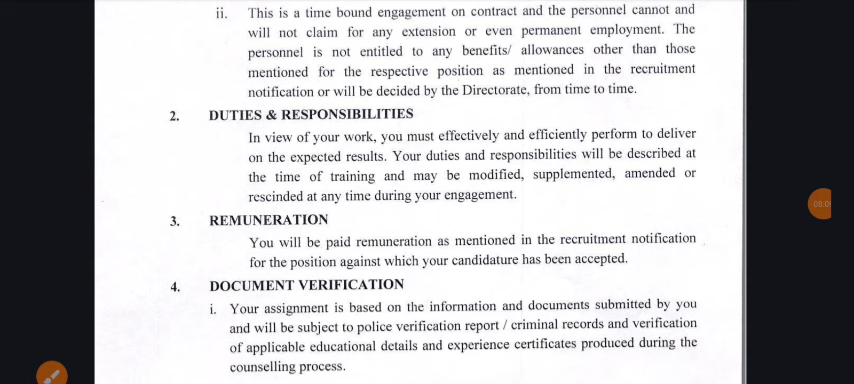 ii. This is a time bound engagement on contract and the personnel cannot and
will not claim for any extension or even permanent employment. The
personnel is not entitled to any benefits/ allowances other than those
mentioned for the respective position as mentioned in the recruitment
notification or will be decided by the Directorate, from time to time.
2. DUTIES & RESPONSIBILITIES
In view of your work, you must effectively and efficiently perform to deliver
on the expected results. Your duties and responsibilities will be described at
the time of training and may be modified, supplemented, amended or
rescinded at any time during your engagement.
3. REMUNERATION
You will be paid remuneration as mentioned in the recruitment notification
for the position against which your candidature has been accepted.
4. DOCUMENT VERIFICATION
i. Your assignment is based on the information and documents submitted by you
and will be subject to police verification report / criminal records and verification
of applicable educational details and experience certificates produced during the
counselling process.